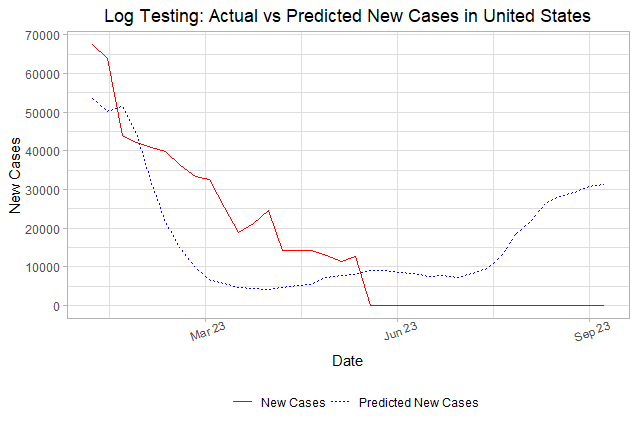 Log Testing: Actual vs Predicted New Cases in United States
70000
60000
50000
40000
30000
20000
10000
0
New Cases
Mar 23
Jun 23
Sep 23
Date
New Cases
Predicted New Cases